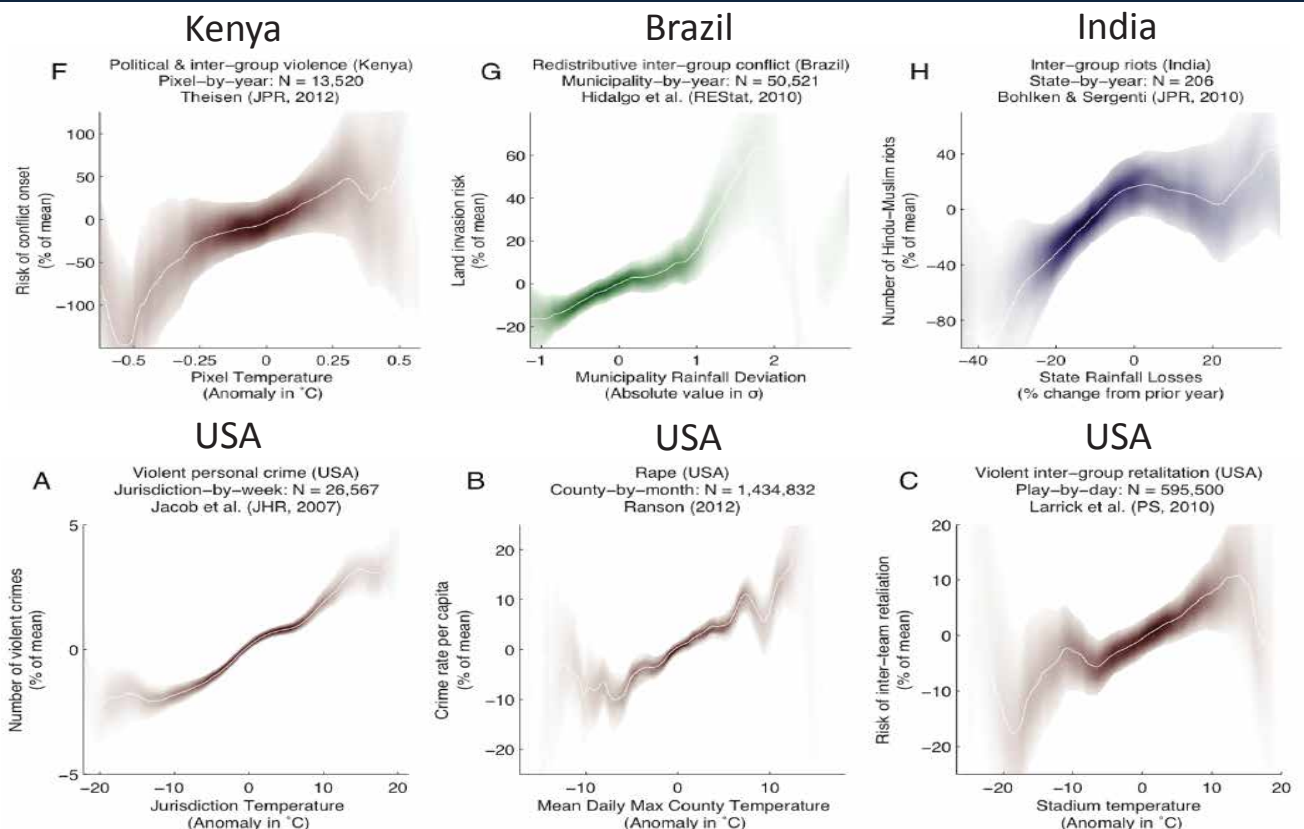 Kenya
Brazil
India
F
Political & inter-group violence (Kenya)
Pixel-by-year: N = 13,520
Theisen (JPR, 2012)
Risk of conflict onset
(% of mean)
100
50
0
−50
−100
−0.5
−0.25
0
0.25
0.5
Pixel Temperature
(Anomaly in ˚C)
G
Redistributive inter-group conflict (Brazil)
Municipality-by-year: N = 50,521
Hidalgo et al. (REStat, 2010)
Land invasion risk
(% of mean)
60
40
20
0
−20
−1
0
1
2
Municipality Rainfall Deviation
(Absolute value in σ)
H
Inter-group riots (India)
State-by-year: N = 206
Bohlken & Sergenti (JPR, 2010)
Number of Hindu-Muslim riots
(% of mean)
40
0
−40
−80
−40
−20
0
20
State Rainfall Losses
(% change from prior year)
USA
USA
USA
A
Violent personal crime (USA)
Jurisdiction-by-week: N = 26,567
Jacob et al. (JHR, 2007)
Number of violent crimes
(% of mean)
5
0
−5
−20
−10
0
10
20
Jurisdiction Temperature
(Anomaly in ˚C)
B
Rape (USA)
County-by-month: N = 1,434,832
Ranson (2012)
Crime rate per capita
(% of mean)
20
10
0
−10
−20
−10
0
10
Mean Daily Max County Temperature
(Anomaly in ˚C)
C
Violent inter-group retalitation (USA)
Play-by-day: N = 595,500
Larrick et al. (PS, 2010)
Risk of inter-team retaliation
(% of mean)
20
10
0
−10
−20
−20
−10
0
10
20
Stadium temperature
(Anomaly in ˚C)